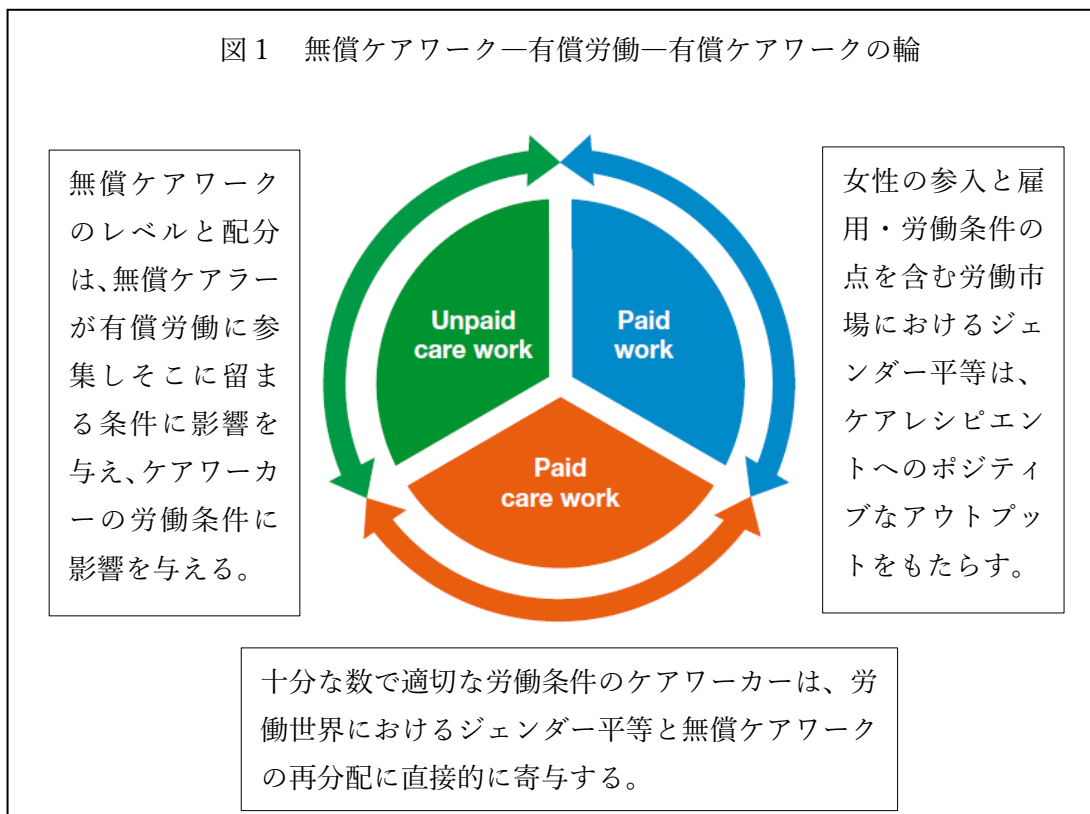 図1 無償ケアワーク―有償労働―有償ケアワークの輪
無償ケアワーク
のレベルと配分
は、無償ケアラー
が有償労働に参
集しそこに留ま
る条件に影響を
与え、ケアワーカ
ーの労働条件に
影響を与える。
Unpaid
care work
Paid
work
Paid
care work
女性の参入と雇
用・労働条件の
点を含む労働市
場におけるジェ
ンダー平等は、
ケアレシピエン
トへのポジティ
ブなアウトプッ
トをもたらす。
十分な数で適切な労働条件のケアワーカーは、労
働世界におけるジェンダー平等と無償ケアワーク
の再分配に直接的に寄与する。